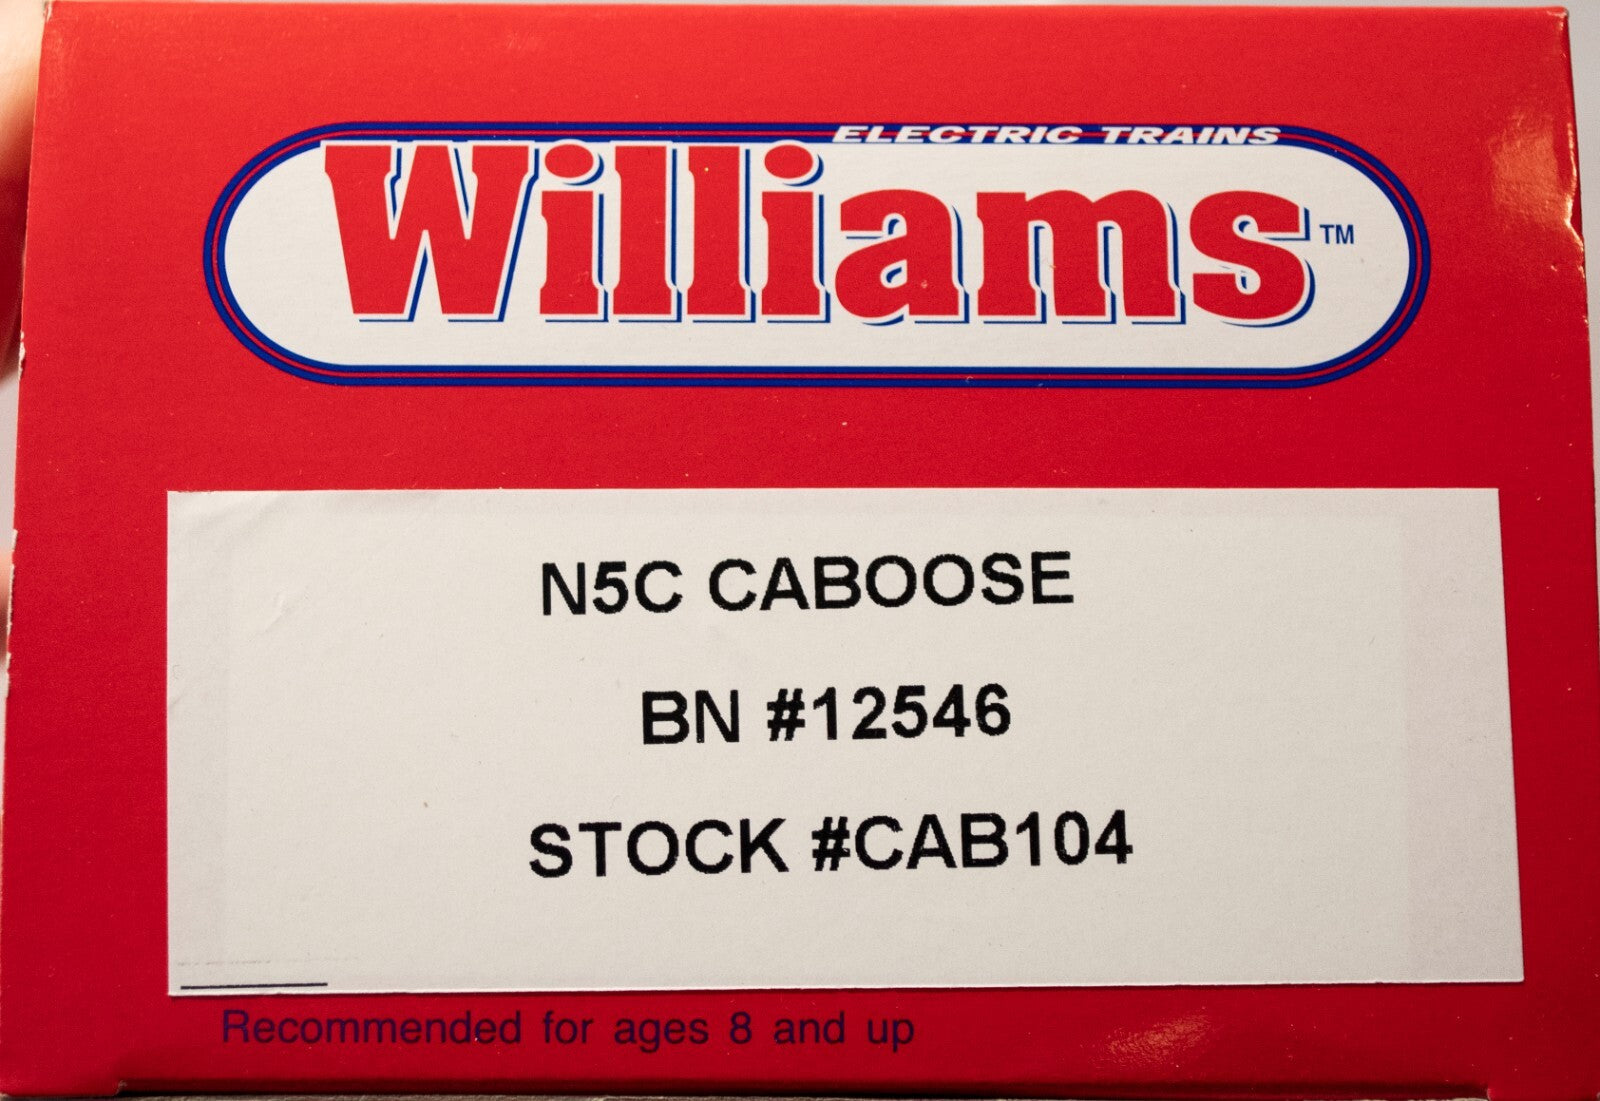 ELECTRIC TRAINS
Williams™
N5C CABOOSE
BN #12546
STOCK #CAB104
Recommended for ages 8 and up